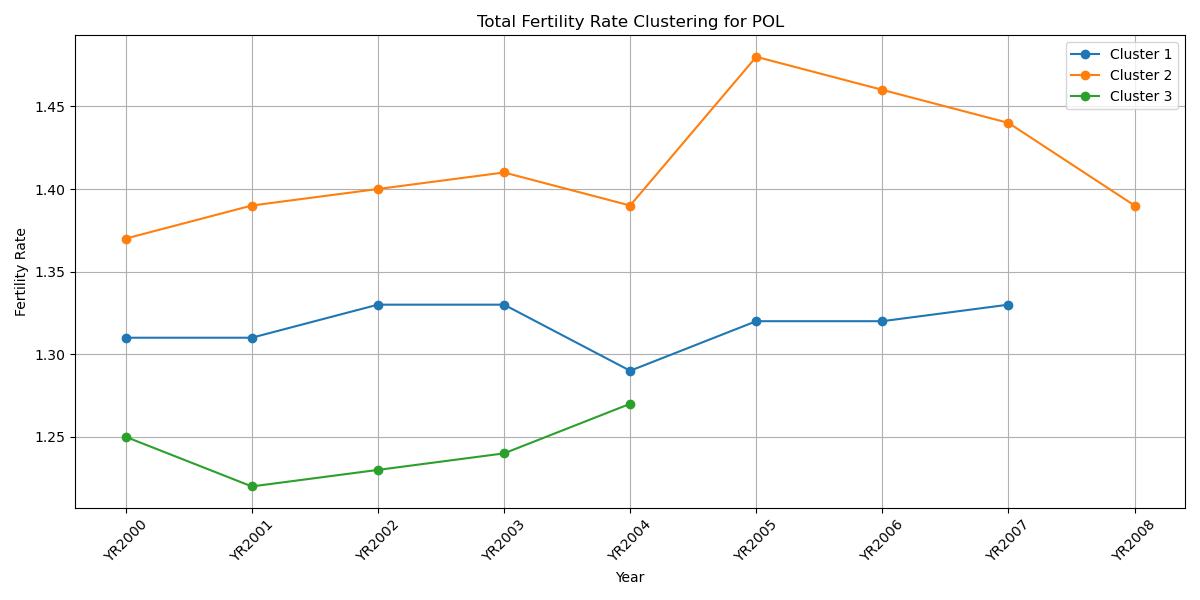 Total Fertility Rate Clustering for POL
Cluster 1
Cluster 2
Cluster 3
Fertility Rate
1.45
1.40
1.35
1.30
1.25
YR2000
YR2001
YR2002
YR2003
YR2004
YR2005
YR2006
YR2007
YR2008
Year